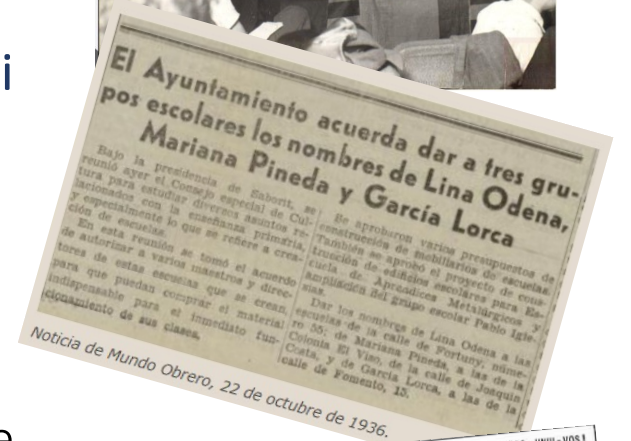 i
El Ayuntamiento acuerda dar a tres gru-
pos escolares los nombres de Lina Odena,
Mariana Pineda y García Lorca
Bajo la presidencia de Saborit, se
reunió ayer el Consejo especial de Cul-
tura para estudiar diversos asuntos re-
lacionados con la enseñanza primaria,
y especialmente lo que se refiere a crea-
ción de escuelas.
En esta reunión se tomó el acuerdo
de autorizar a varios maestros y direc-
tores de estas escuelas que se crean,
para que puedan comprar el material
indispensable para el inmediato fun-
cionamiento de sus clases.
Se aprobaron varios presupuestos de
construcción de mobiliarios de escuelas.
También se aprobó el proyecto de cons-
trucción de edificios escolares para Es-
cuela de Aprendices Metalúrgicos y
ampliación del grupo escolar Pablo Igle-
sias.
Dar los nombres de Lina Odena a las
escuelas de la calle de Fortuny, núme-
ro 55; de Mariana Pineda, a las de la
Colonia El Viso, de la calle de Joaquín
Costa, y de García Lorca, a las de la
calle de Fomento, 15.
Noticia de Mundo Obrero, 22 de octubre de 1936.
e
VOS!